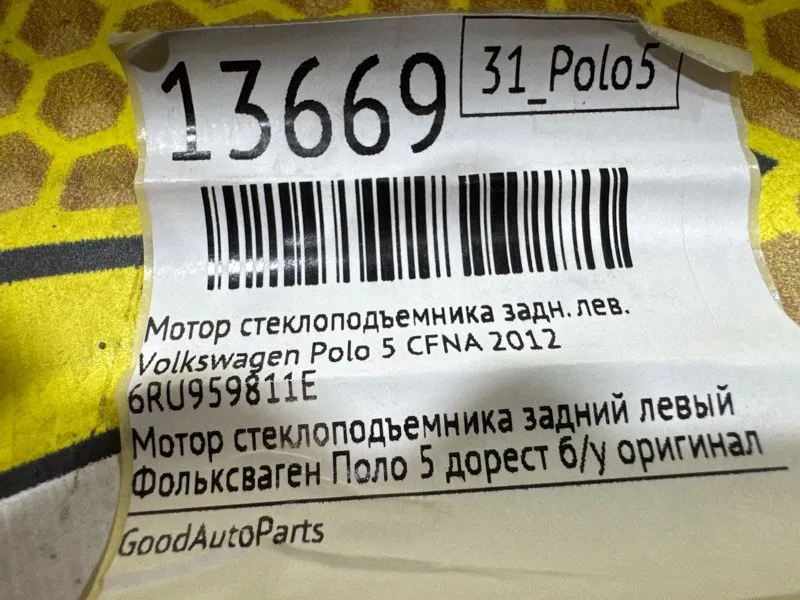 13669
31_Polo5
Мотор стеклоподъемника задн. лев.
Volkswagen Polo 5 CFNA 2012
6RU959811E
Мотор стеклоподъемника задний левый
Фольксваген Поло 5 дорест б/у оригинал
GoodAutoParts